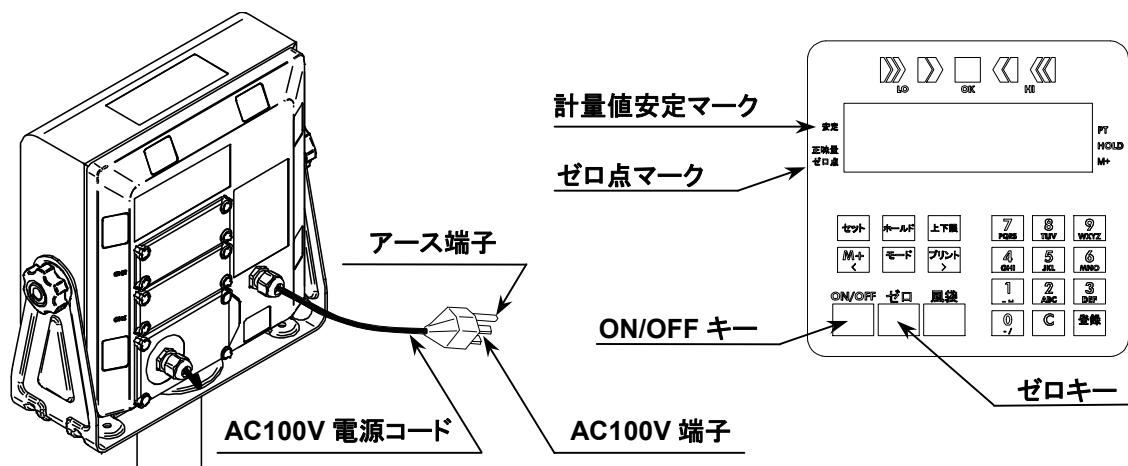 アース端子
AC100V 電源コード
AC100V 端子
LO OK HI
計量値安定マーク
安定
正味量
ゼロ点
ゼロ点マーク
PT
HOLD
M+
セット ホールド 上下限
M+ モード プリント
< >
ON/OFF ゼロ 風袋
7 8 9
PQRS TUV WXYZ
4 5 6
GHI JKL MNO
1 2 3
ABC DEF
0 C 登録
-/
ON/OFF キー
ゼロキー